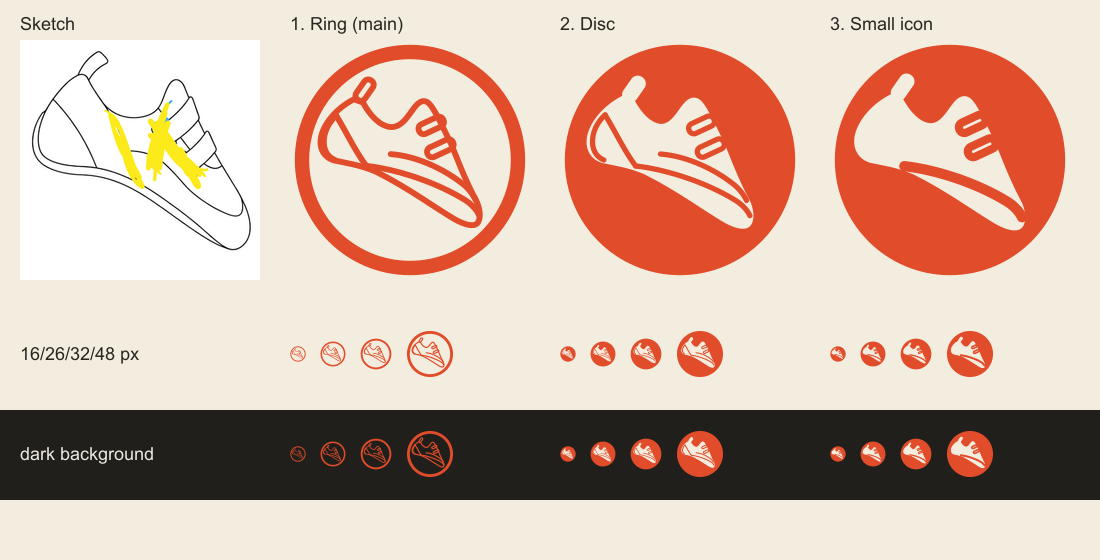 Sketch
1. Ring (main)
2. Disc
3. Small icon
16/26/32/48 px
dark background